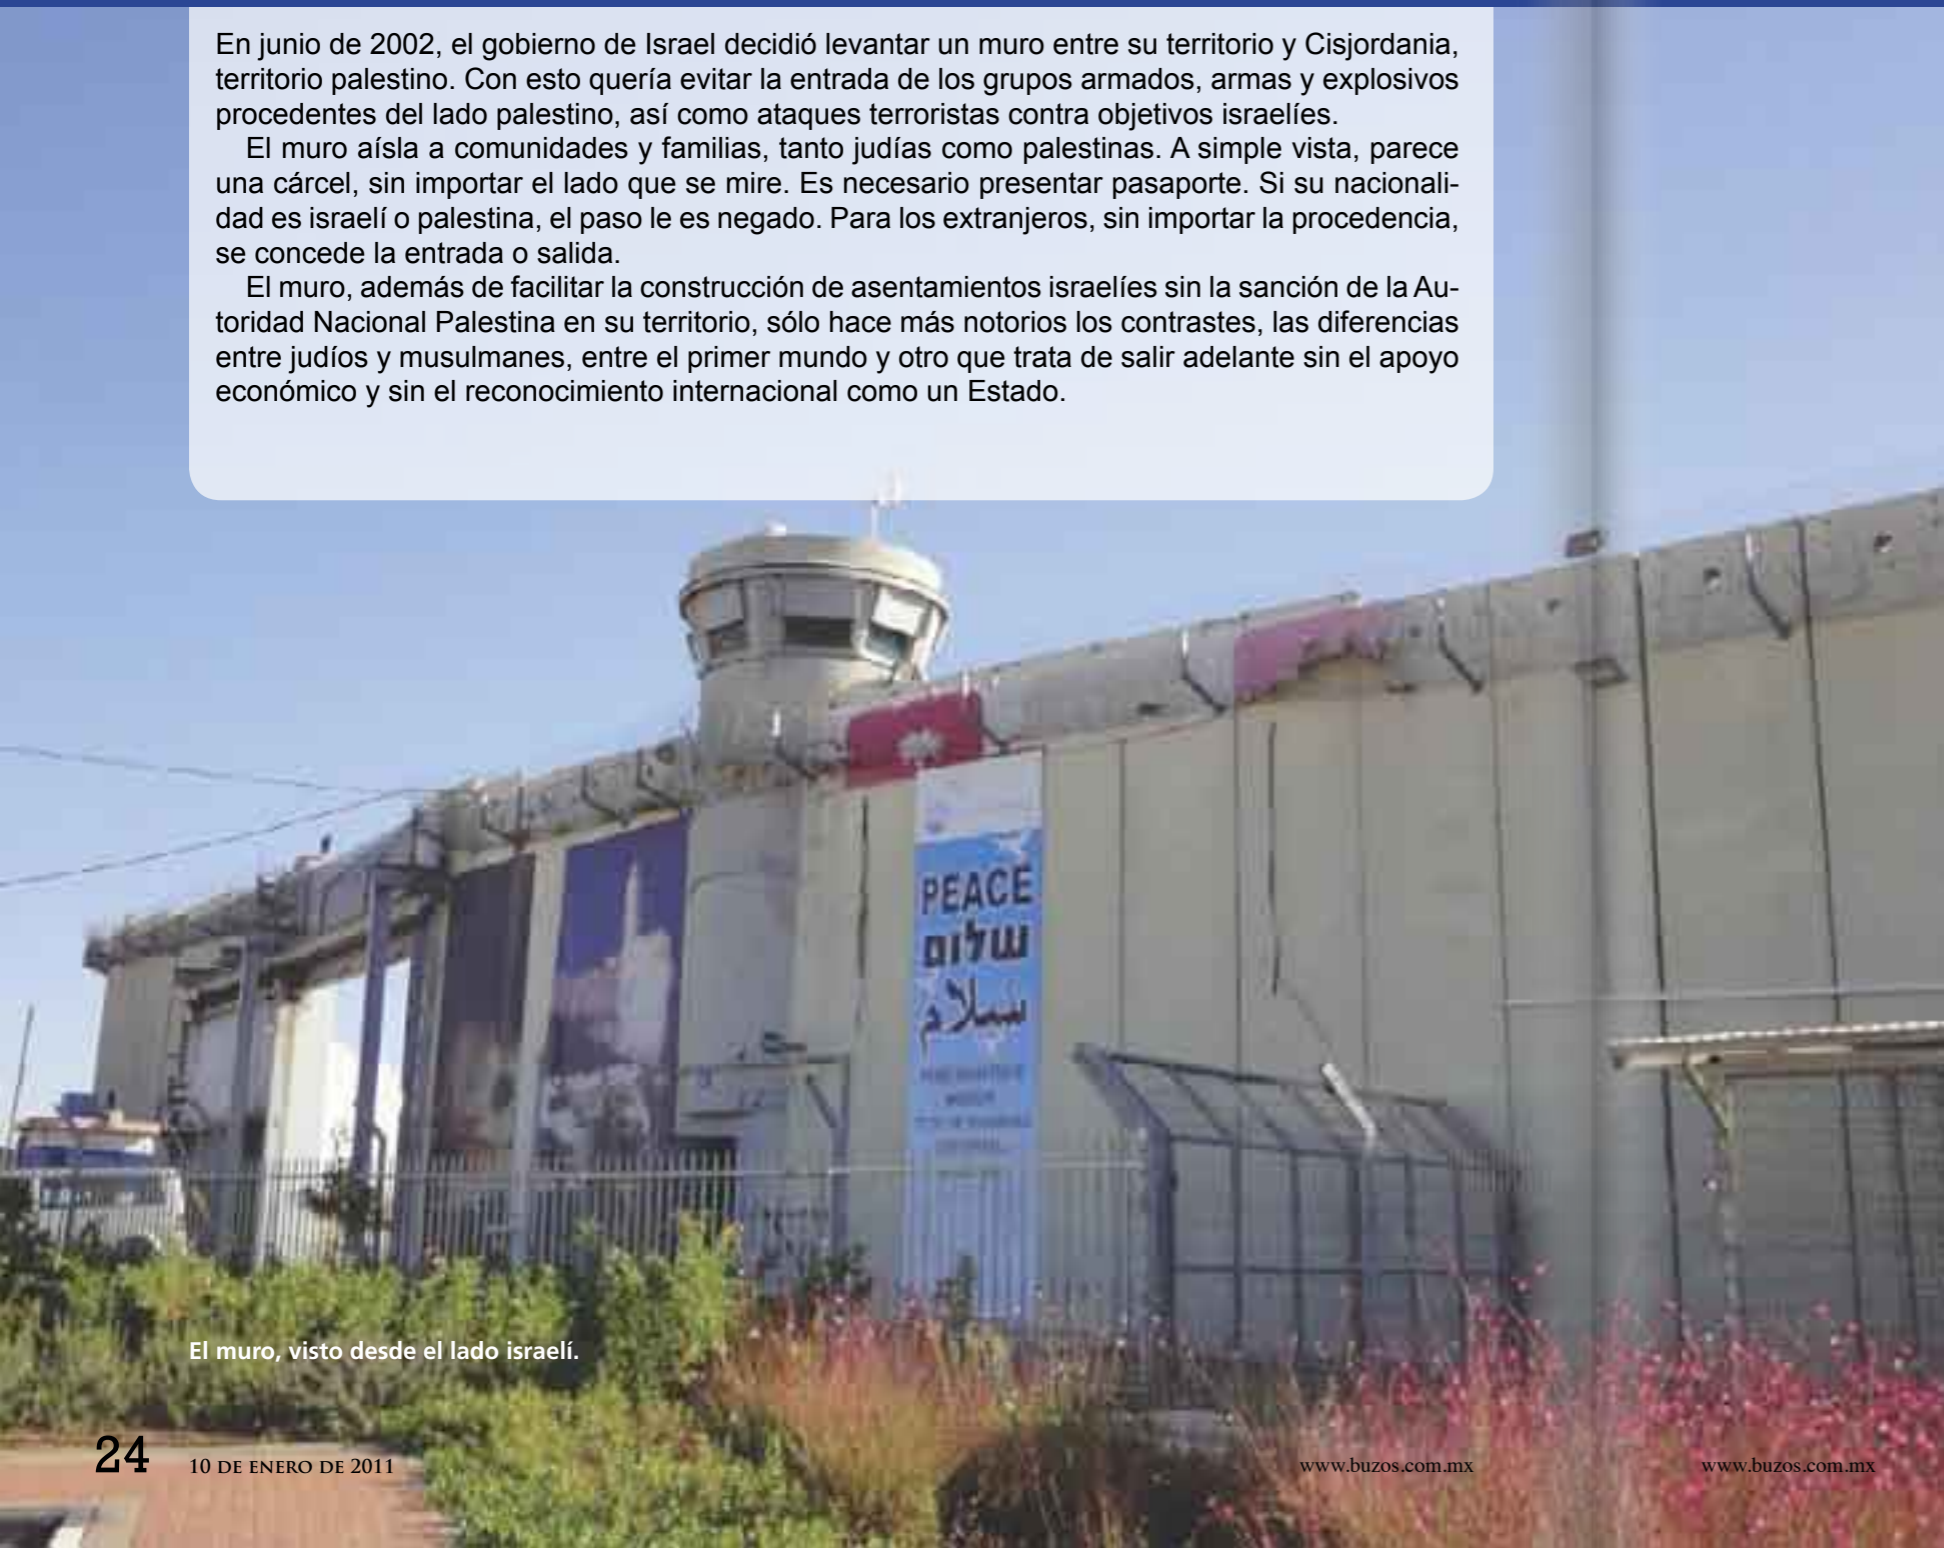 En junio de 2002, el gobierno de Israel decidió levantar un muro entre su territorio y Cisjordania,
territorio palestino. Con esto quería evitar la entrada de los grupos armados, armas y explosivos
procedentes del lado palestino, así como ataques terroristas contra objetivos israelíes.
El muro aísla a comunidades y familias, tanto judías como palestinas. A simple vista, parece
una cárcel, sin importar el lado que se mire. Es necesario presentar pasaporte. Si su nacionali-
dad es israelí o palestina, el paso le es negado. Para los extranjeros, sin importar la procedencia,
se concede la entrada o salida.
El muro, además de facilitar la construcción de asentamientos israelíes sin la sanción de la Au-
toridad Nacional Palestina en su territorio, sólo hace más notorios los contrastes, las diferencias
entre judíos y musulmanes, entre el primer mundo y otro que trata de salir adelante sin el apoyo
económico y sin el reconocimiento internacional como un Estado.
PEACE
שלום
سلام
El muro, visto desde el lado israelí.
24 10 DE ENERO DE 2011 www.buzos.com.mx www.buzos.com.mx